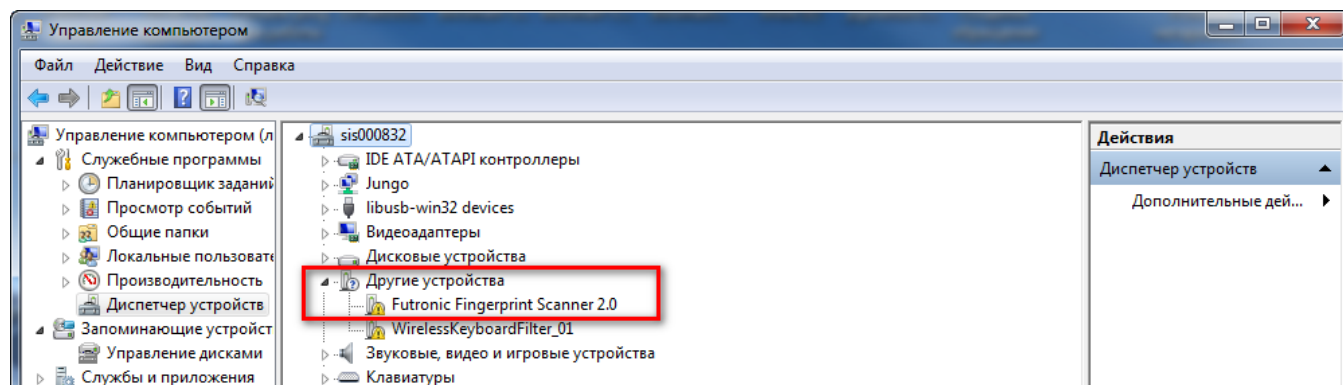 Управление компьютером
Файл Действие Вид Справка
Управление компьютером (л
Служебные программы
Планировщик заданий
Просмотр событий
Общие папки
Локальные пользовате
Производительность
Диспетчер устройств
Запоминающие устройст
Управление дисками
Службы и приложения
sis000832
IDE ATA/ATAPI контроллеры
Jungo
libusb-win32 devices
Видеоадаптеры
Дисковые устройства
Другие устройства
Futronic Fingerprint Scanner 2.0
WirelessKeyboardFilter_01
Звуковые, видео и игровые устройства
Клавиатуры
Действия
Диспетчер устройств
Дополнительные дей...